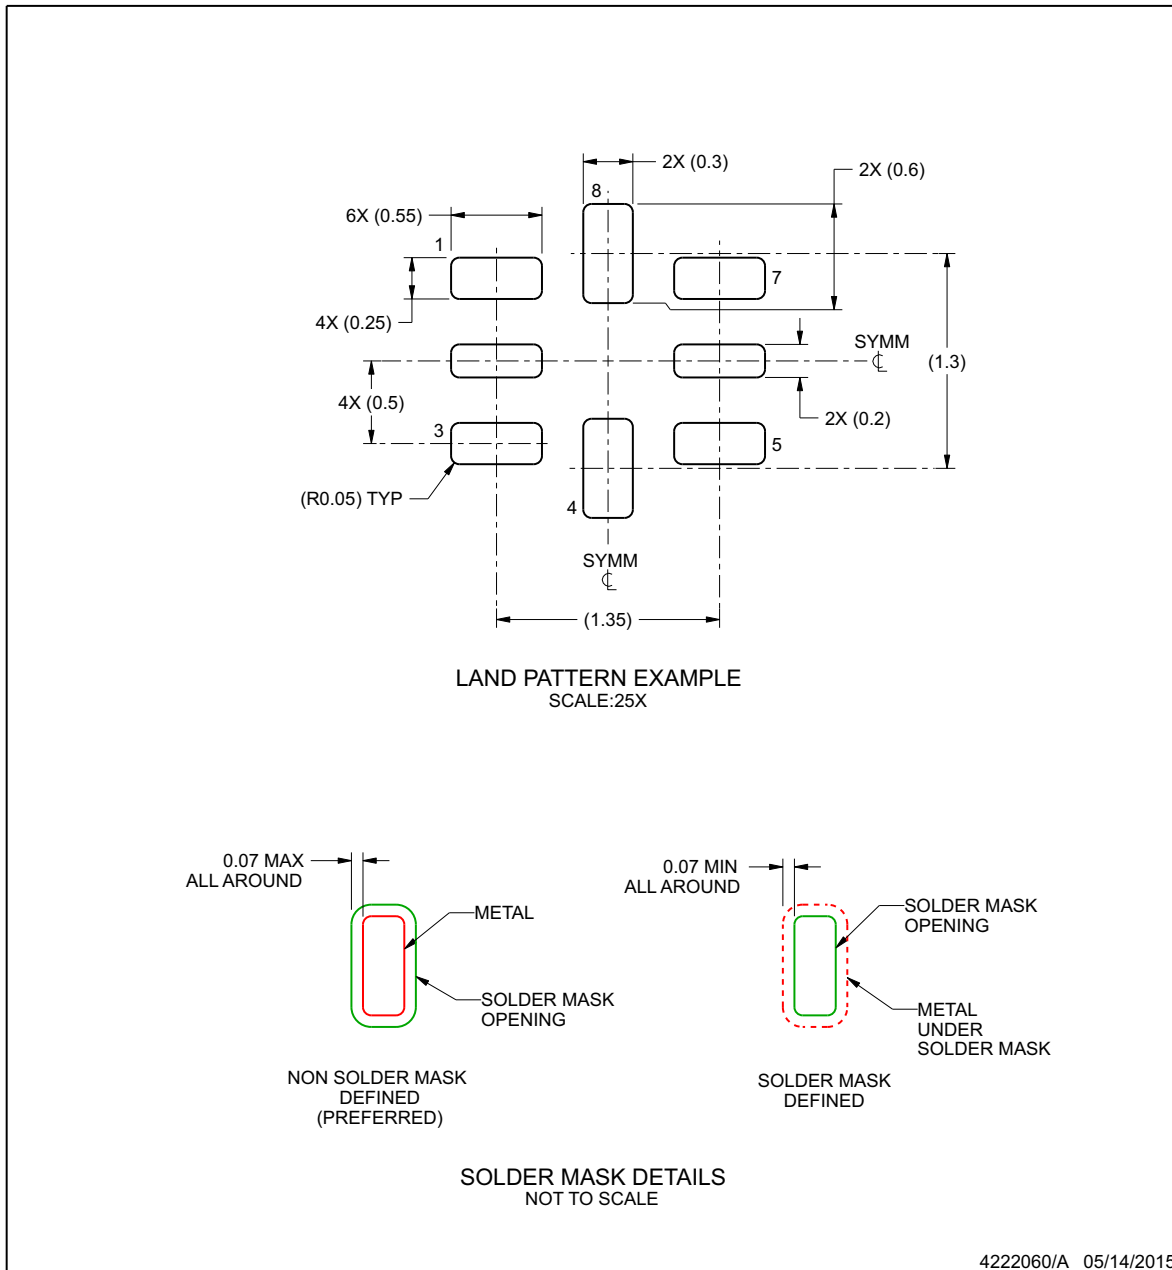 2X (0.3)
8
2X (0.6)
6X (0.55)
1
7
4X (0.25)
SYMM
℄
(1.3)
4X (0.5)
2X (0.2)
3
5
(R0.05) TYP
4
SYMM
℄
(1.35)
LAND PATTERN EXAMPLE
SCALE:25X
0.07 MAX
ALL AROUND
METAL
SOLDER MASK
OPENING
NON SOLDER MASK
DEFINED
(PREFERRED)
0.07 MIN
ALL AROUND
SOLDER MASK
OPENING
METAL
UNDER
SOLDER MASK
SOLDER MASK
DEFINED
SOLDER MASK DETAILS
NOT TO SCALE
4222060/A 05/14/2015